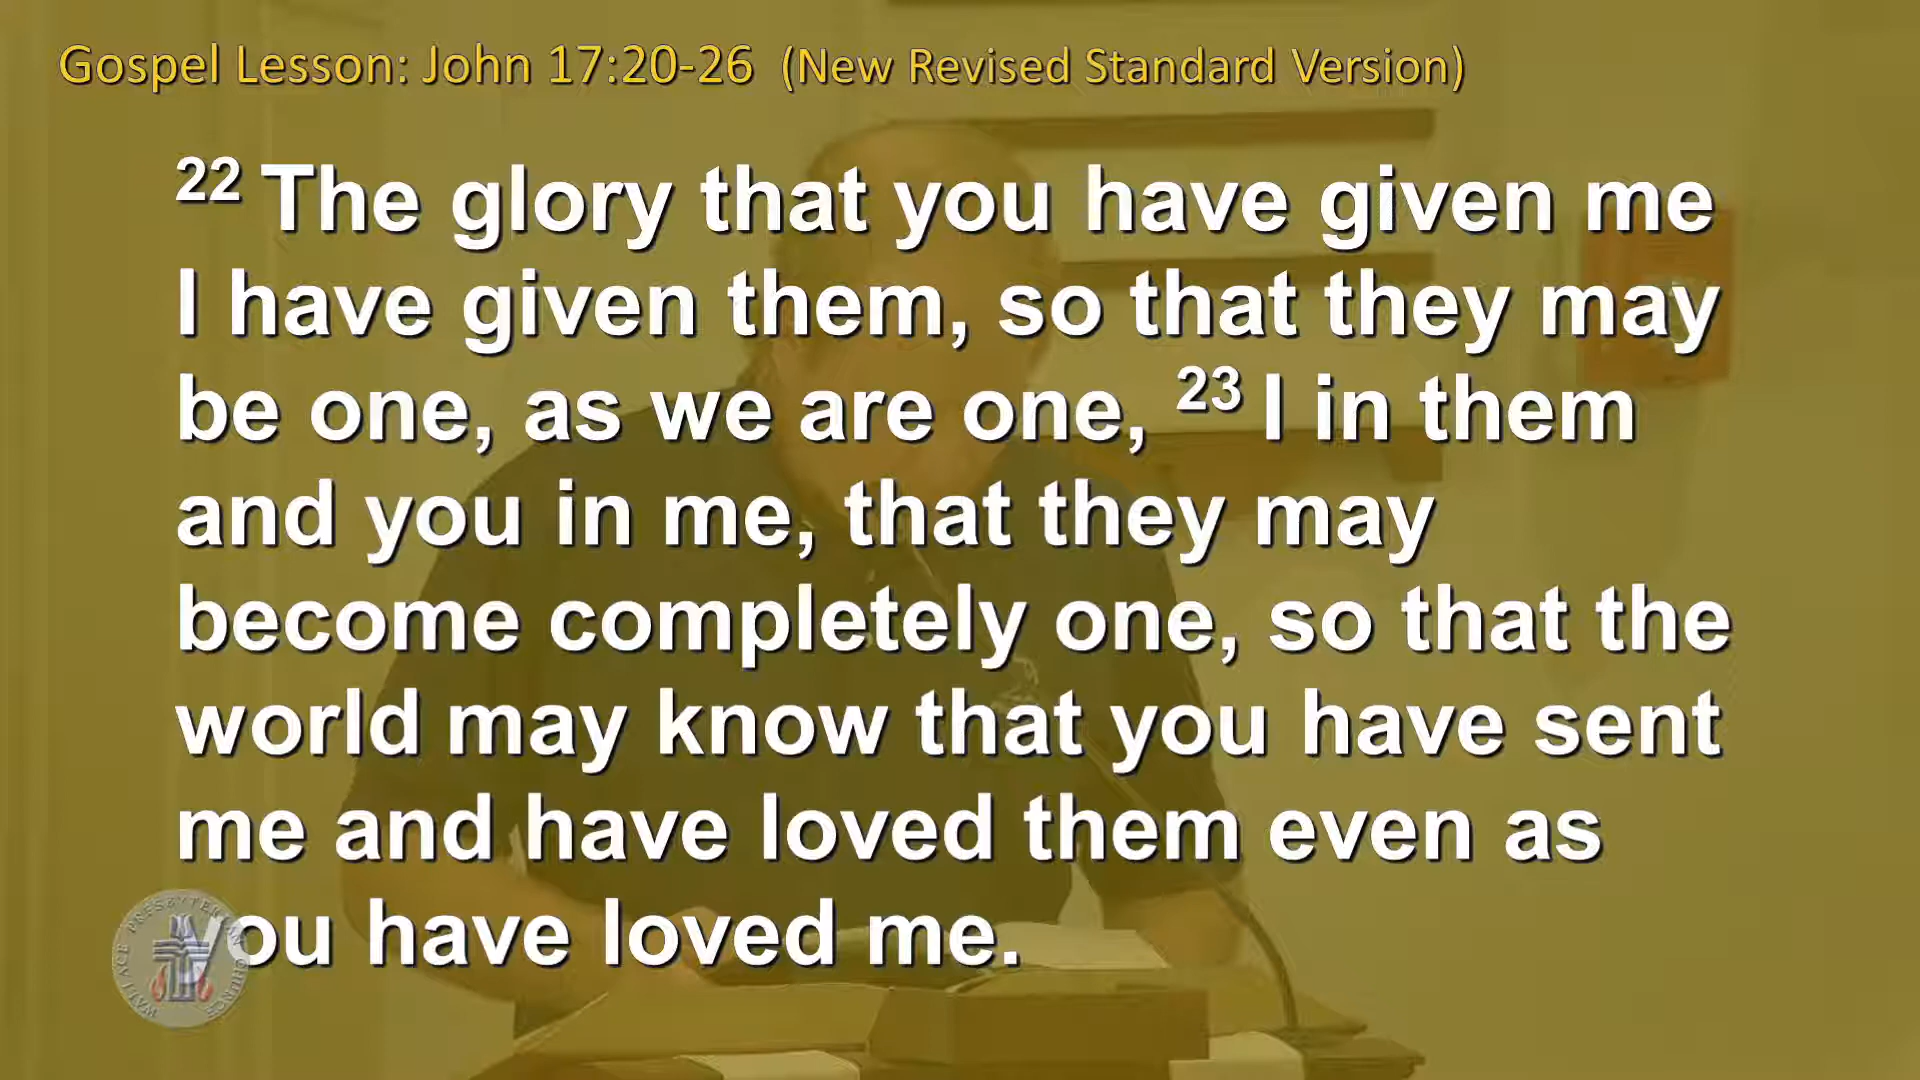 Gospel Lesson: John 17:20-26 (New Revised Standard Version)
22 The glory that you have given me
I have given them, so that they may
be one, as we are one, 23 I in them
and you in me, that they may
become completely one, so that the
world may know that you have sent
me and have loved them even as
you have loved me.
WALLACE PRESBYTERIAN CHURCH